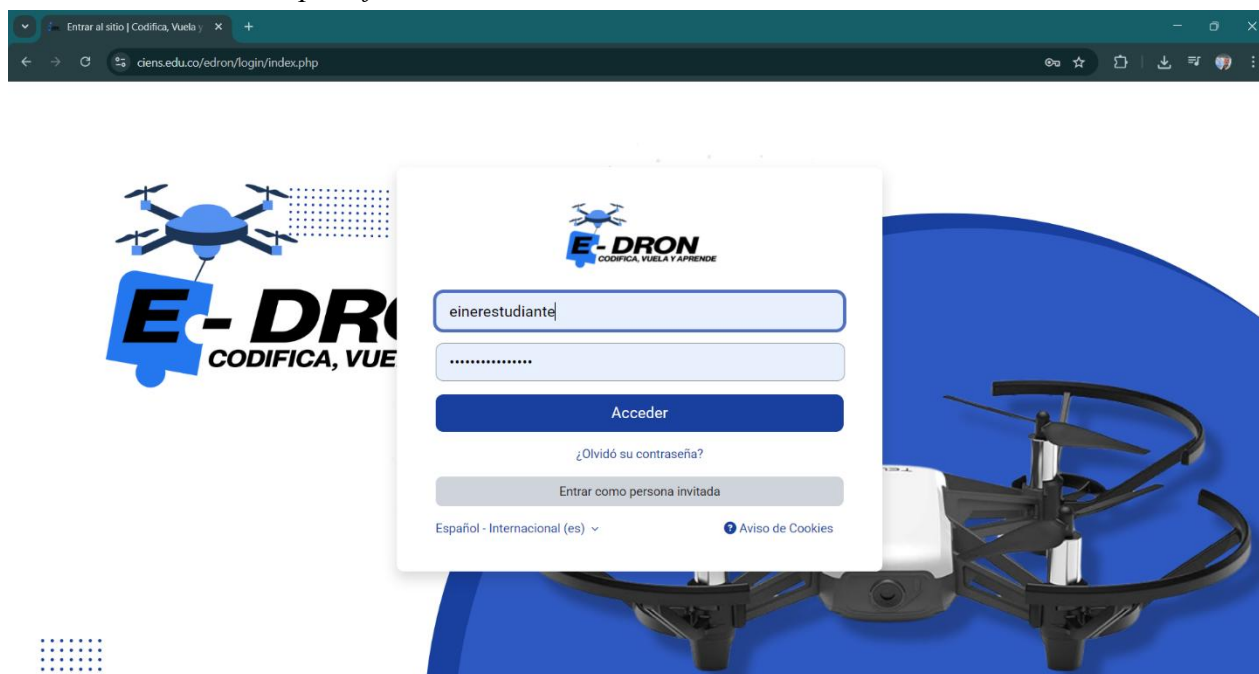 Entrar al sitio | Codifica, Vuela y
ciens.edu.co/edron/login/index.php
E - DRO
CODIFICA, VUE
E - DRON
CODIFICA, VUELA Y APRENDE
einerestudiante
••••••••••••••••
Acceder
¿Olvidó su contraseña?
Entrar como persona invitada
Español - Internacional (es)
Aviso de Cookies